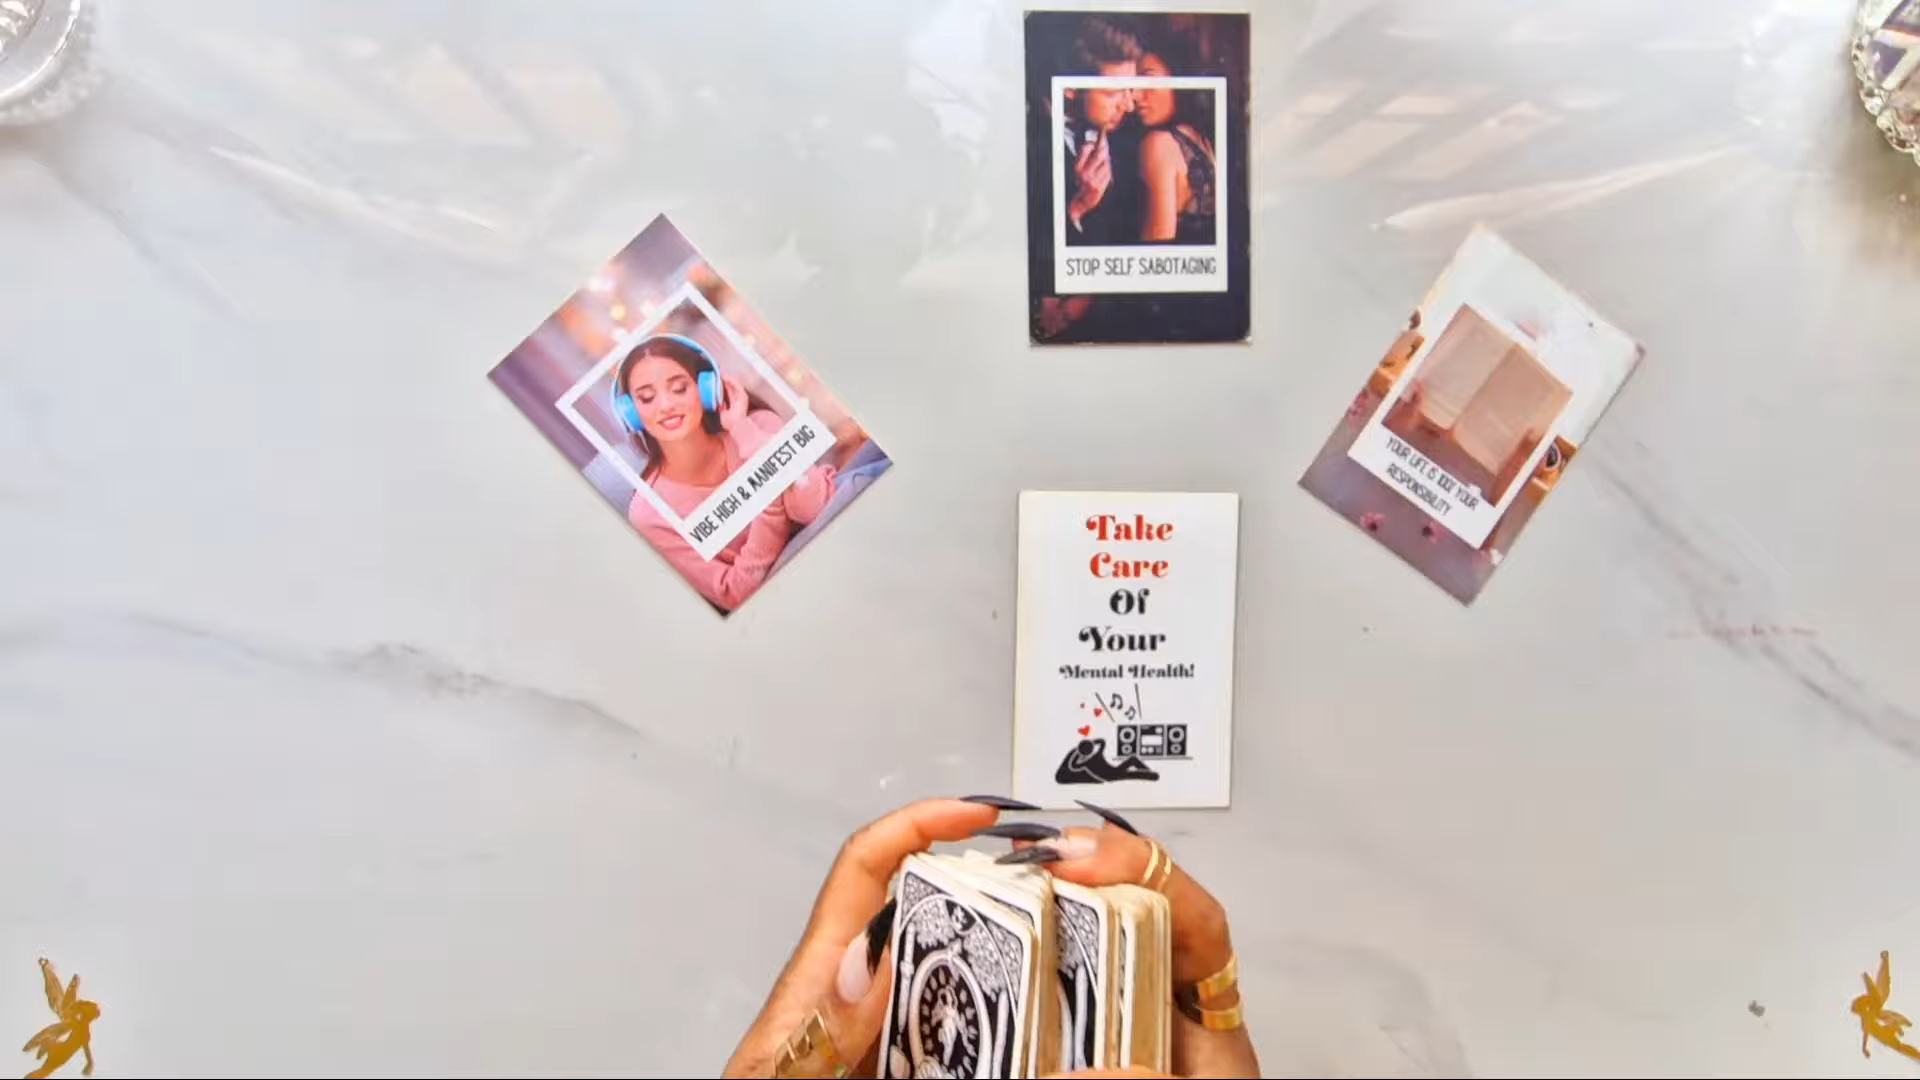 STOP SELF SABOTAGING
VIBE HIGH & MANIFEST BIG
YOUR LIFE IS 100% YOUR
RESPONSIBILITY
Take
Care
Of
Your
Mental Health!